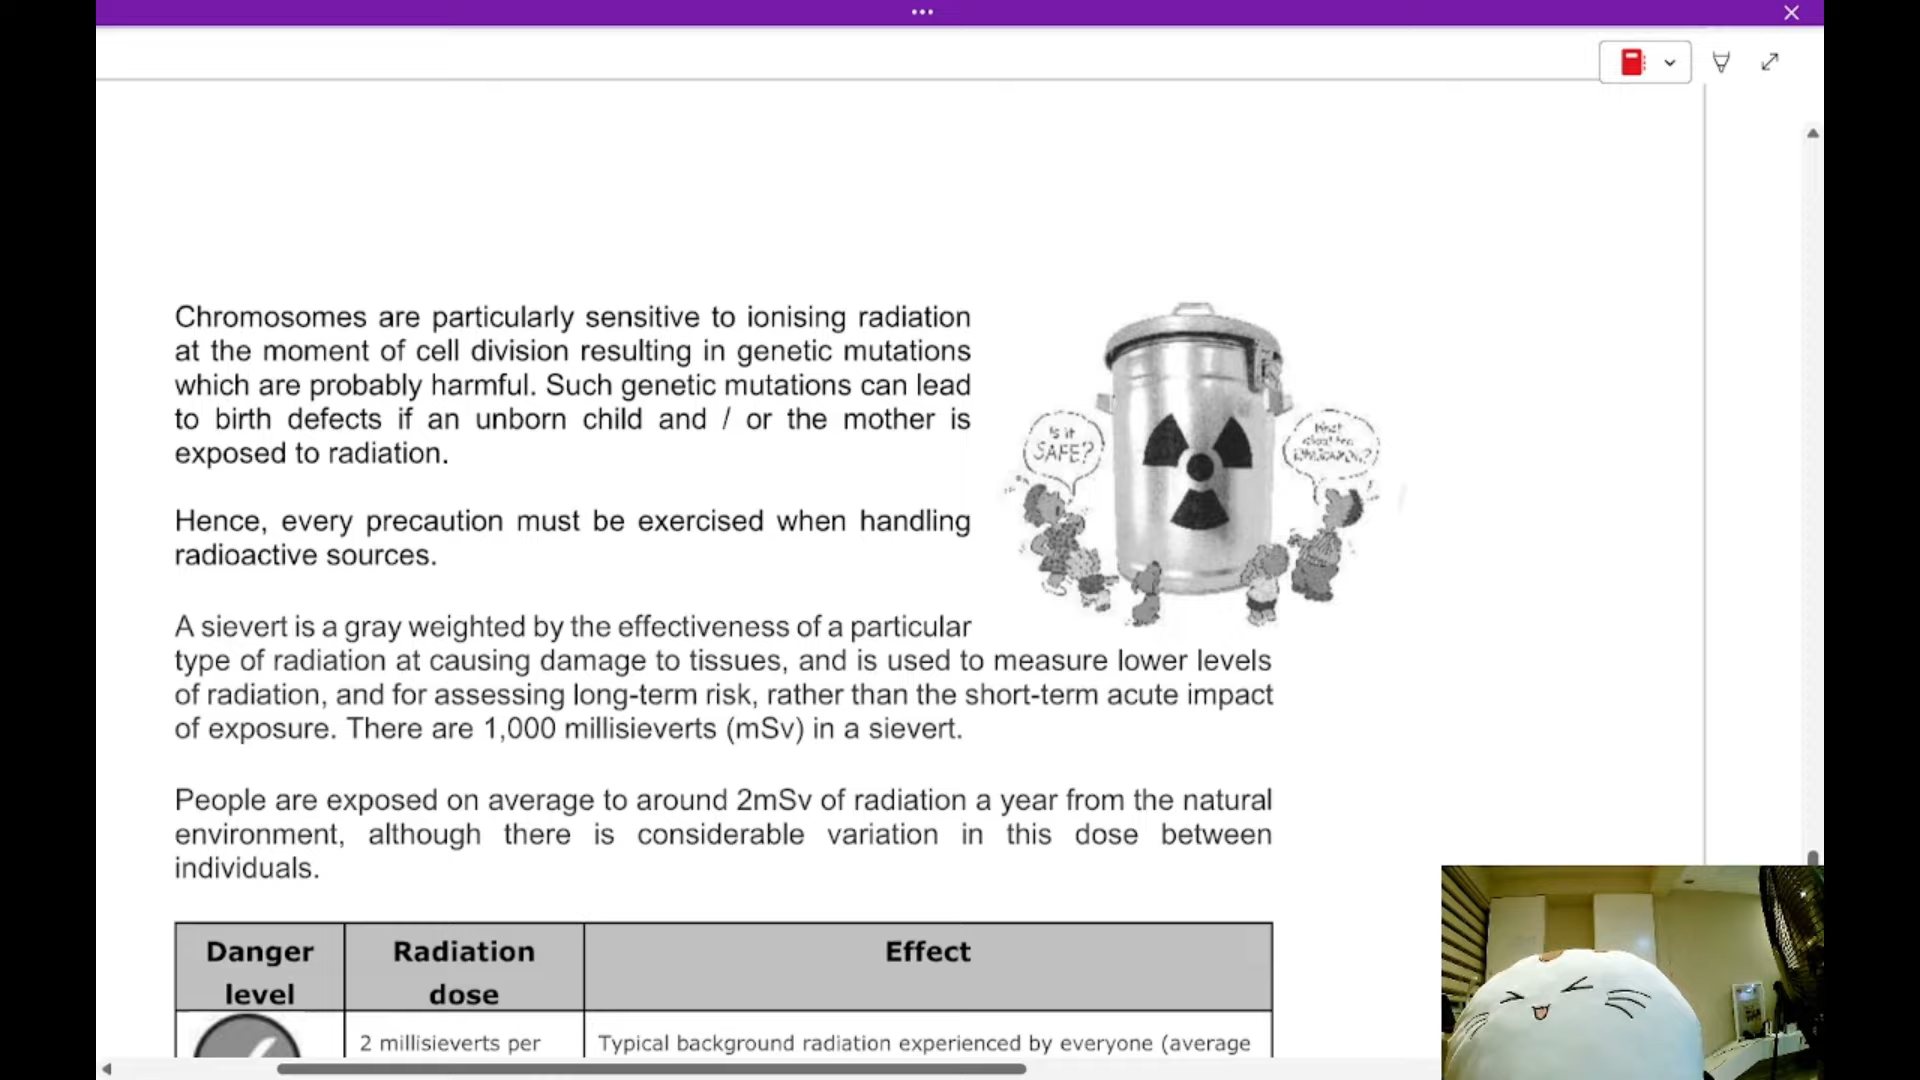 Chromosomes are particularly sensitive to ionising radiation
at the moment of cell division resulting in genetic mutations
which are probably harmful. Such genetic mutations can lead
to birth defects if an unborn child and / or the mother is
exposed to radiation.
Is it
SAFE?
What
about the
Hence, every precaution must be exercised when handling
radioactive sources.
A sievert is a gray weighted by the effectiveness of a particular
type of radiation at causing damage to tissues, and is used to measure lower levels
of radiation, and for assessing long-term risk, rather than the short-term acute impact
of exposure. There are 1,000 millisieverts (mSv) in a sievert.
People are exposed on average to around 2mSv of radiation a year from the natural
environment, although there is considerable variation in this dose between
individuals.
Danger
level
Radiation
dose
Effect
2 millisieverts per
Typical background radiation experienced by everyone (average